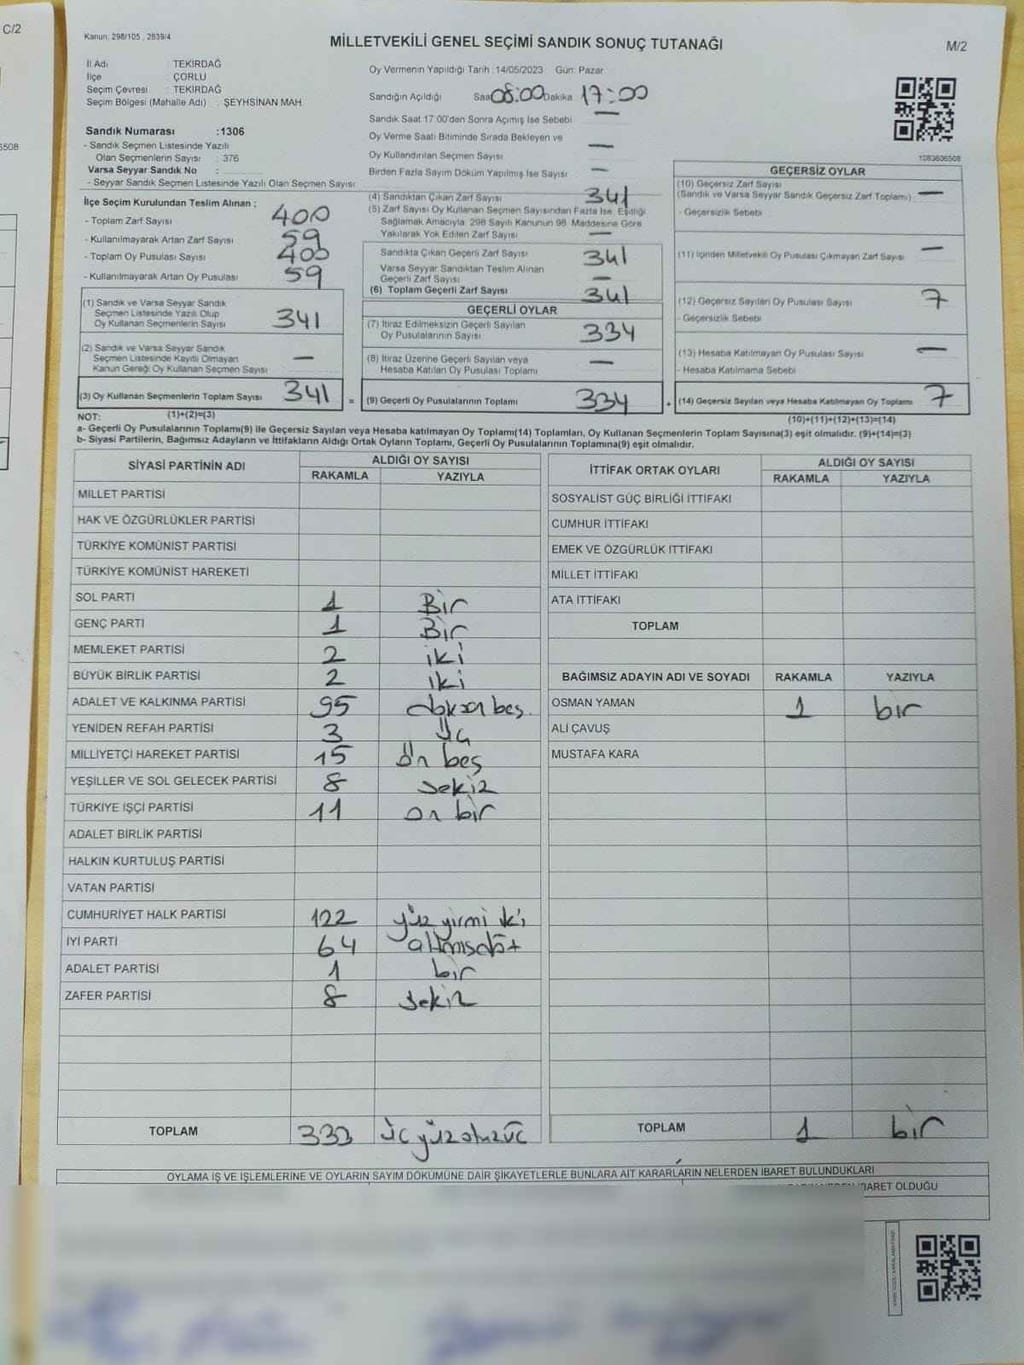 C/2
6508
Kanun: 298/105 , 2839/4
MİLLETVEKİLİ GENEL SEÇİMİ SANDIK SONUÇ TUTANAĞI
M/2
İl Adı : TEKİRDAĞ
İlçe : ÇORLU
Seçim Çevresi : TEKİRDAĞ
Seçim Bölgesi (Mahalle Adı) : ŞEYHSİNAN MAH.
Sandık Numarası :1306
- Sandık Seçmen Listesinde Yazılı
Olan Seçmenlerin Sayısı : 376
Varsa Seyyar Sandık No :
- Seyyar Sandık Seçmen Listesinde Yazılı Olan Seçmen Sayısı:
İlçe Seçim Kurulundan Teslim Alınan ;
- Toplam Zarf Sayısı 400
- Kullanılmayarak Artan Zarf Sayısı 59
- Toplam Oy Pusulası Sayısı 400
- Kullanılmayarak Artan Oy Pusulası 59
(1) Sandık ve Varsa Seyyar Sandık
Seçmen Listesinde Yazılı Olup
Oy Kullanan Seçmenlerin Sayısı 341
(2) Sandık ve Varsa Seyyar Sandık
Seçmen Listesinde Kayıtlı Olmayan
Kanun Gereği Oy Kullanan Seçmen Sayısı —
(3) Oy Kullanan Seçmenlerin Toplam Sayısı 341 =
Oy Vermenin Yapıldığı Tarih :14/05/2023 Gün: Pazar
Sandığın Açıldığı Saat 08:00 Dakika 17:00
Sandık Saat 17:00'den Sonra Açılmış İse Sebebi —
Oy Verme Saati Bitiminde Sırada Bekleyen ve
Oy Kullandırılan Seçmen Sayısı —
Birden Fazla Sayım Döküm Yapılmış İse Sayısı —
(4) Sandıktan Çıkan Zarf Sayısı 341
(5) Zarf Sayısı Oy Kullanan Seçmen Sayısından Fazla İse, Eşitliği
Sağlamak Amacıyla 298 Sayılı Kanunun 98. Maddesine Göre
Yakılarak Yok Edilen Zarf Sayısı —
Sandıkta Çıkan Geçerli Zarf Sayısı 341
Varsa Seyyar Sandıktan Teslim Alınan
Geçerli Zarf Sayısı —
(6) Toplam Geçerli Zarf Sayısı 341
GEÇERLİ OYLAR
(7) İtiraz Edilmeksizin Geçerli Sayılan
Oy Pusulalarının Sayısı 334
(8) İtiraz Üzerine Geçerli Sayılan veya
Hesaba Katılan Oy Pusulası Toplamı —
(9) Geçerli Oy Pusulalarının Toplamı 334 +
1083636508
GEÇERSİZ OYLAR
(10) Geçersiz Zarf Sayısı
(Sandık ve Varsa Seyyar Sandık Geçersiz Zarf Toplamı) —
- Geçersizlik Sebebi
(11) İçinden Milletvekili Oy Pusulası Çıkmayan Zarf Sayısı —
(12) Geçersiz Sayılan Oy Pusulası Sayısı 7
- Geçersizlik Sebebi
(13) Hesaba Katılmayan Oy Pusulası Sayısı —
- Hesaba Katılmama Sebebi
(14) Geçersiz Sayılan veya Hesaba Katılmayan Oy Toplamı 7
NOT: (1)+(2)=(3) (10)+(11)+(12)+(13)=(14)
a- Geçerli Oy Pusulalarının Toplamı(9) ile Geçersiz Sayılan veya Hesaba katılmayan Oy Toplamı(14) Toplamları, Oy Kullanan Seçmenlerin Toplam Sayısına(3) eşit olmalıdır. (9)+(14)=(3)
b- Siyasi Partilerin, Bağımsız Adayların ve İttifakların Aldığı Ortak Oyların Toplamı, Geçerli Oy Pusulalarının Toplamına(9) eşit olmalıdır.
SİYASİ PARTİNİN ADI ALDIĞI OY SAYISI
RAKAMLA YAZIYLA
MİLLET PARTİSİ
HAK VE ÖZGÜRLÜKLER PARTİSİ
TÜRKİYE KOMÜNİST PARTİSİ
TÜRKİYE KOMÜNİST HAREKETİ
SOL PARTİ 1 Bir
GENÇ PARTİ 1 Bir
MEMLEKET PARTİSİ 2 iki
BÜYÜK BİRLİK PARTİSİ 2 iki
ADALET VE KALKINMA PARTİSİ 95 doksan beş
YENİDEN REFAH PARTİSİ 3 üç
MİLLİYETÇİ HAREKET PARTİSİ 15 on beş
YEŞİLLER VE SOL GELECEK PARTİSİ 8 sekiz
TÜRKİYE İŞÇİ PARTİSİ 11 on bir
ADALET BİRLİK PARTİSİ
HALKIN KURTULUŞ PARTİSİ
VATAN PARTİSİ
CUMHURİYET HALK PARTİSİ 122 yüz yirmi iki
İYİ PARTİ 64 altmışdört
ADALET PARTİSİ 1 bir
ZAFER PARTİSİ 8 sekiz
TOPLAM 333 üç yüz otuz üç
İTTİFAK ORTAK OYLARI ALDIĞI OY SAYISI
RAKAMLA YAZIYLA
SOSYALİST GÜÇ BİRLİĞİ İTTİFAKI
CUMHUR İTTİFAKI
EMEK VE ÖZGÜRLÜK İTTİFAKI
MİLLET İTTİFAKI
ATA İTTİFAKI
TOPLAM
BAĞIMSIZ ADAYIN ADI VE SOYADI RAKAMLA YAZIYLA
OSMAN YAMAN 1 bir
ALİ ÇAVUŞ
MUSTAFA KARA
TOPLAM 1 bir
OYLAMA İŞ VE İŞLEMLERİNE VE OYLARIN SAYIM DÖKÜMÜNE DAİR ŞİKAYETLERLE BUNLARA AİT KARARLARIN NELERDEN İBARET BULUNDUKLARI
İBARET OLDUĞU